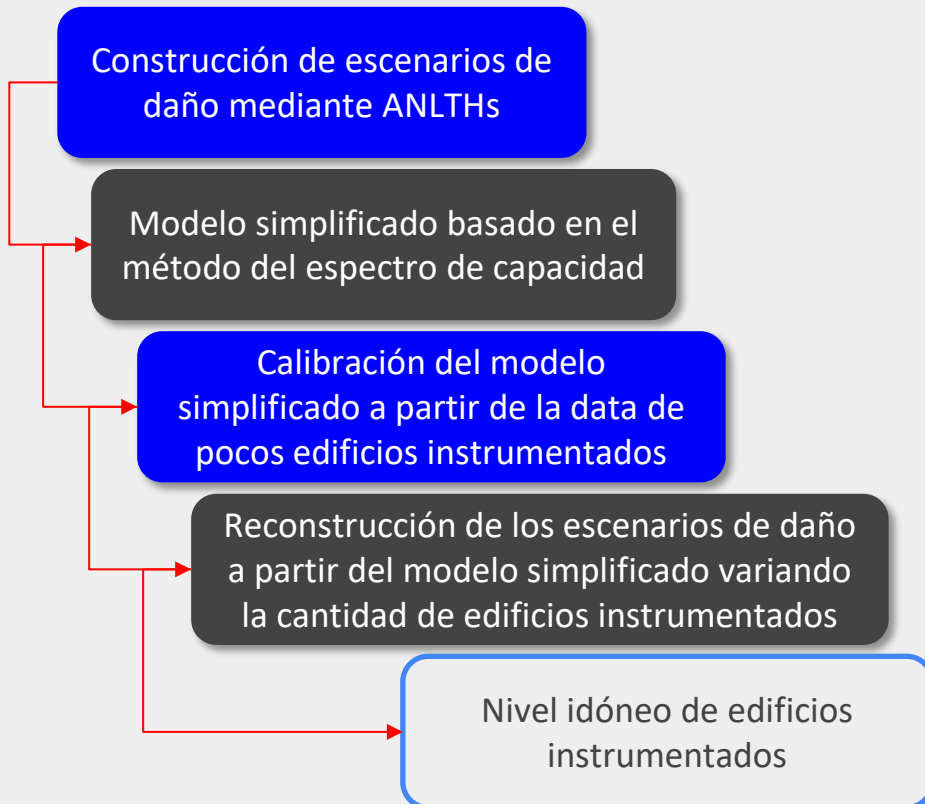 Construcción de escenarios de
daño mediante ANLTHs
Modelo simplificado basado en el
método del espectro de capacidad
Calibración del modelo
simplificado a partir de la data de
pocos edificios instrumentados
Reconstrucción de los escenarios de daño
a partir del modelo simplificado variando
la cantidad de edificios instrumentados
Nivel idóneo de edificios
instrumentados